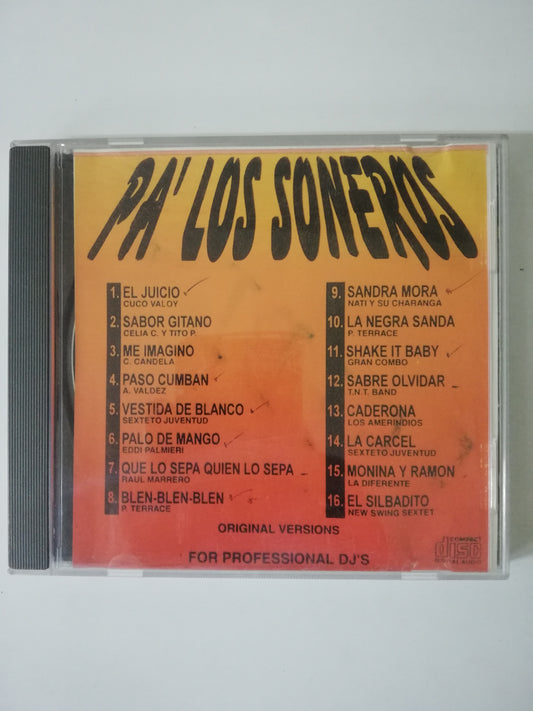 PA' LOS SONEROS
1. EL JUICIO
CUCO VALOY
2. SABOR GITANO
CELIA C. Y TITO P.
3. ME IMAGINO
C. CANDELA
4. PASO CUMBAN
A. VALDEZ
5. VESTIDA DE BLANCO
SEXTETO JUVENTUD
6. PALO DE MANGO
EDDI PALMIERI
7. QUE LO SEPA QUIEN LO SEPA
RAUL MARRERO
8. BLEN-BLEN-BLEN
P. TERRACE
9. SANDRA MORA
NATI Y SU CHARANGA
10. LA NEGRA SANDA
P. TERRACE
11. SHAKE IT BABY
GRAN COMBO
12. SABRE OLVIDAR
T.N.T. BAND
13. CADERONA
LOS AMERINDIOS
14. LA CARCEL
SEXTETO JUVENTUD
15. MONINA Y RAMON
LA DIFERENTE
16. EL SILBADITO
NEW SWING SEXTET
ORIGINAL VERSIONS
FOR PROFESSIONAL DJ'S
COMPACT
disc
DIGITAL AUDIO